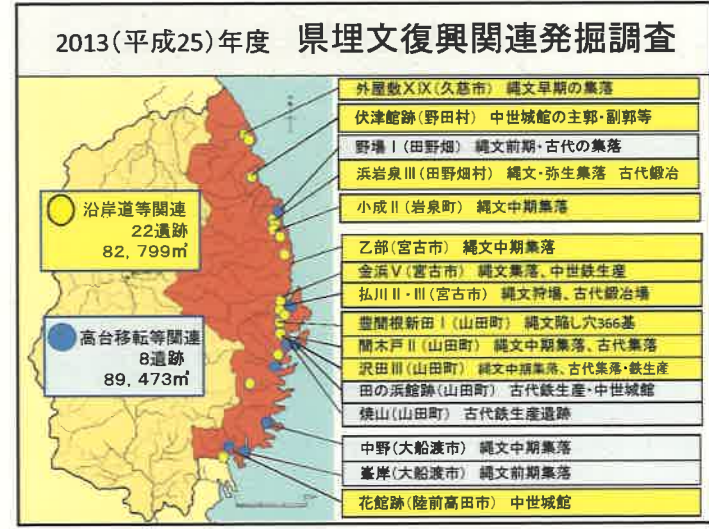 2013(平成25)年度 県埋文復興関連発掘調査
外屋敷XⅨ(久慈市) 縄文早期の集落
伏津館跡(野田村) 中世城館の主郭・副郭等
野場Ⅰ(田野畑) 縄文前期・古代の集落
浜岩泉Ⅲ(田野畑村) 縄文・弥生集落 古代鍛冶
小成Ⅱ(岩泉町) 縄文中期集落
乙部(宮古市) 縄文中期集落
金浜Ⅴ(宮古市) 縄文集落、中世鉄生産
払川Ⅱ・Ⅲ(宮古市) 縄文狩場、古代鍛冶場
豊間根新田Ⅰ(山田町) 縄文陥し穴366基
間木戸Ⅱ(山田町) 縄文中期集落、古代集落
沢田Ⅲ(山田町) 縄文中期集落、古代集落・鉄生産
田の浜館跡(山田町) 古代鉄生産・中世城館
焼山(山田町) 古代鉄生産遺跡
中野(大船渡市) 縄文中期集落
峯岸(大船渡市) 縄文前期集落
花館跡(陸前高田市) 中世城館
沿岸道等関連
22遺跡
82,799㎡
高台移転等関連
8遺跡
89,473㎡